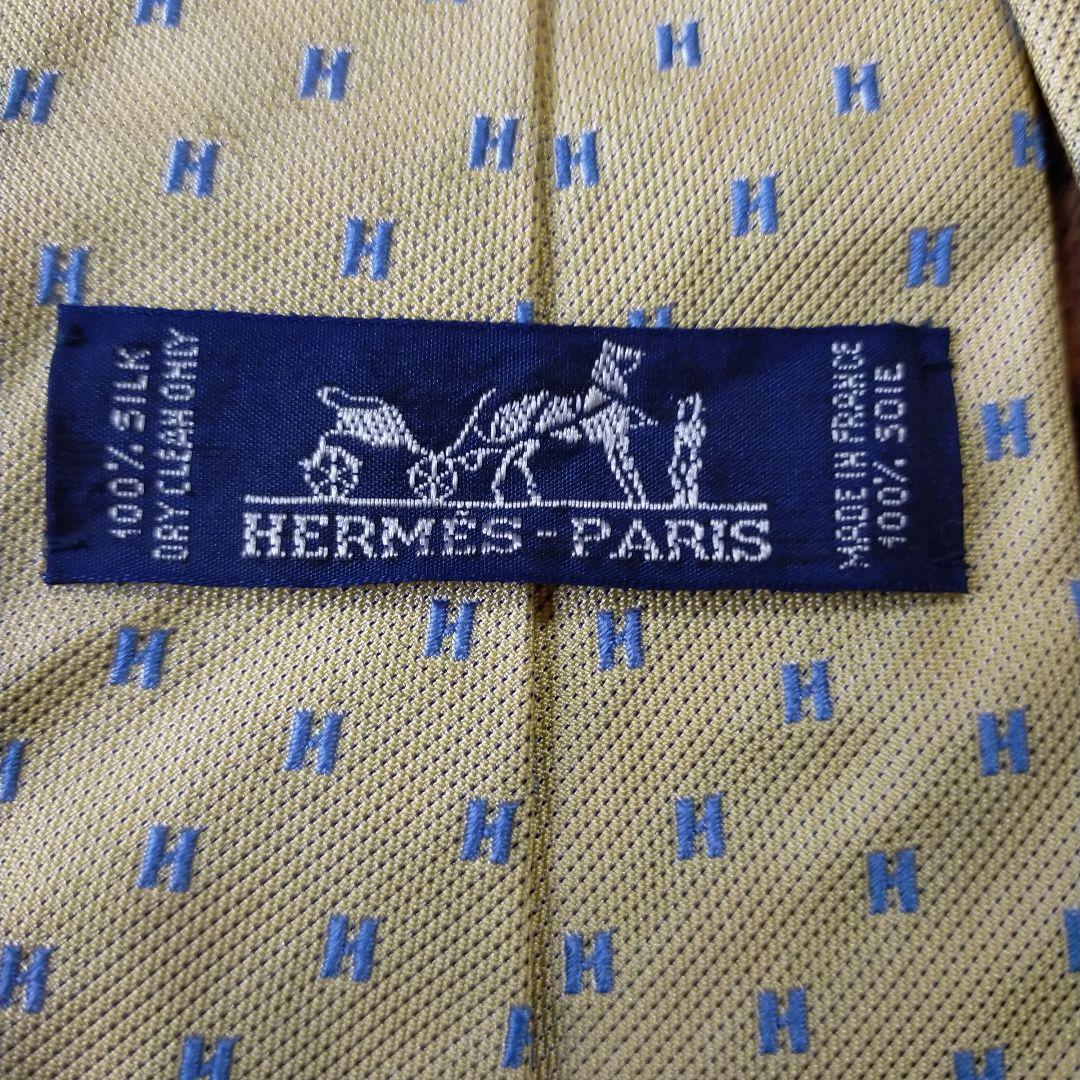 100% SILK
DRY CLEAN ONLY
HERMÈS-PARIS
MADE IN FRANCE
100% SOIE